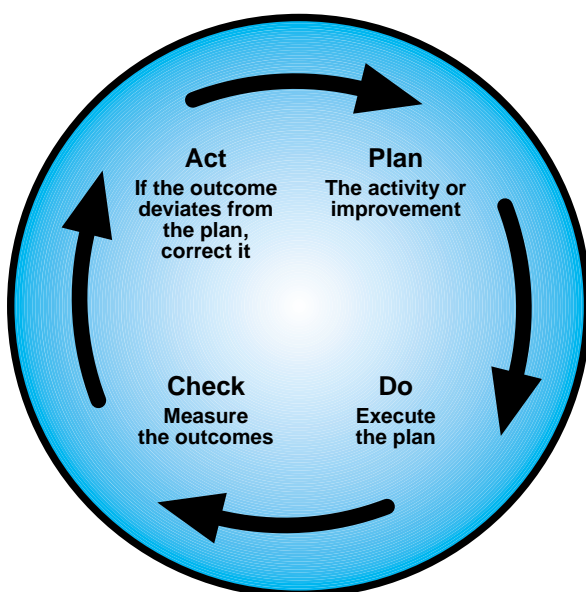 Act
If the outcome
deviates from
the plan,
correct it
Plan
The activity or
improvement
Check
Measure
the outcomes
Do
Execute
the plan